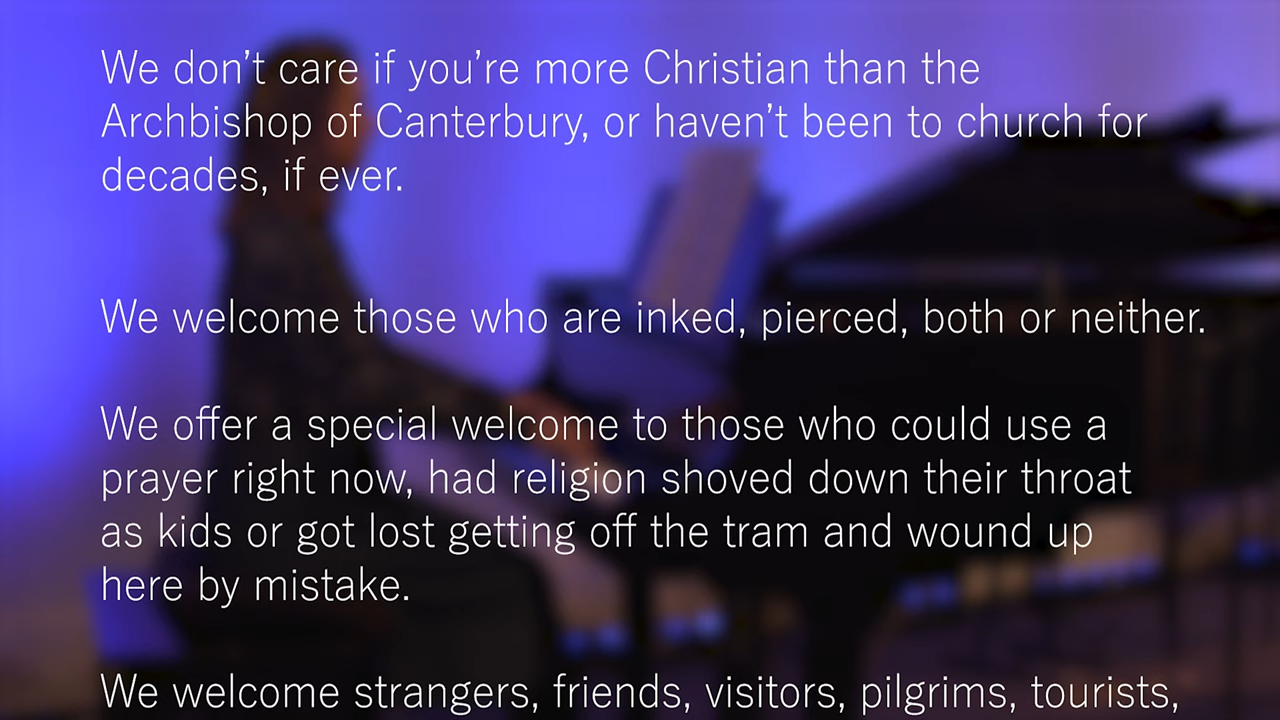 We don’t care if you’re more Christian than the
Archbishop of Canterbury, or haven’t been to church for
decades, if ever.
We welcome those who are inked, pierced, both or neither.
We offer a special welcome to those who could use a
prayer right now, had religion shoved down their throat
as kids or got lost getting off the tram and wound up
here by mistake.
We welcome strangers, friends, visitors, pilgrims, tourists,